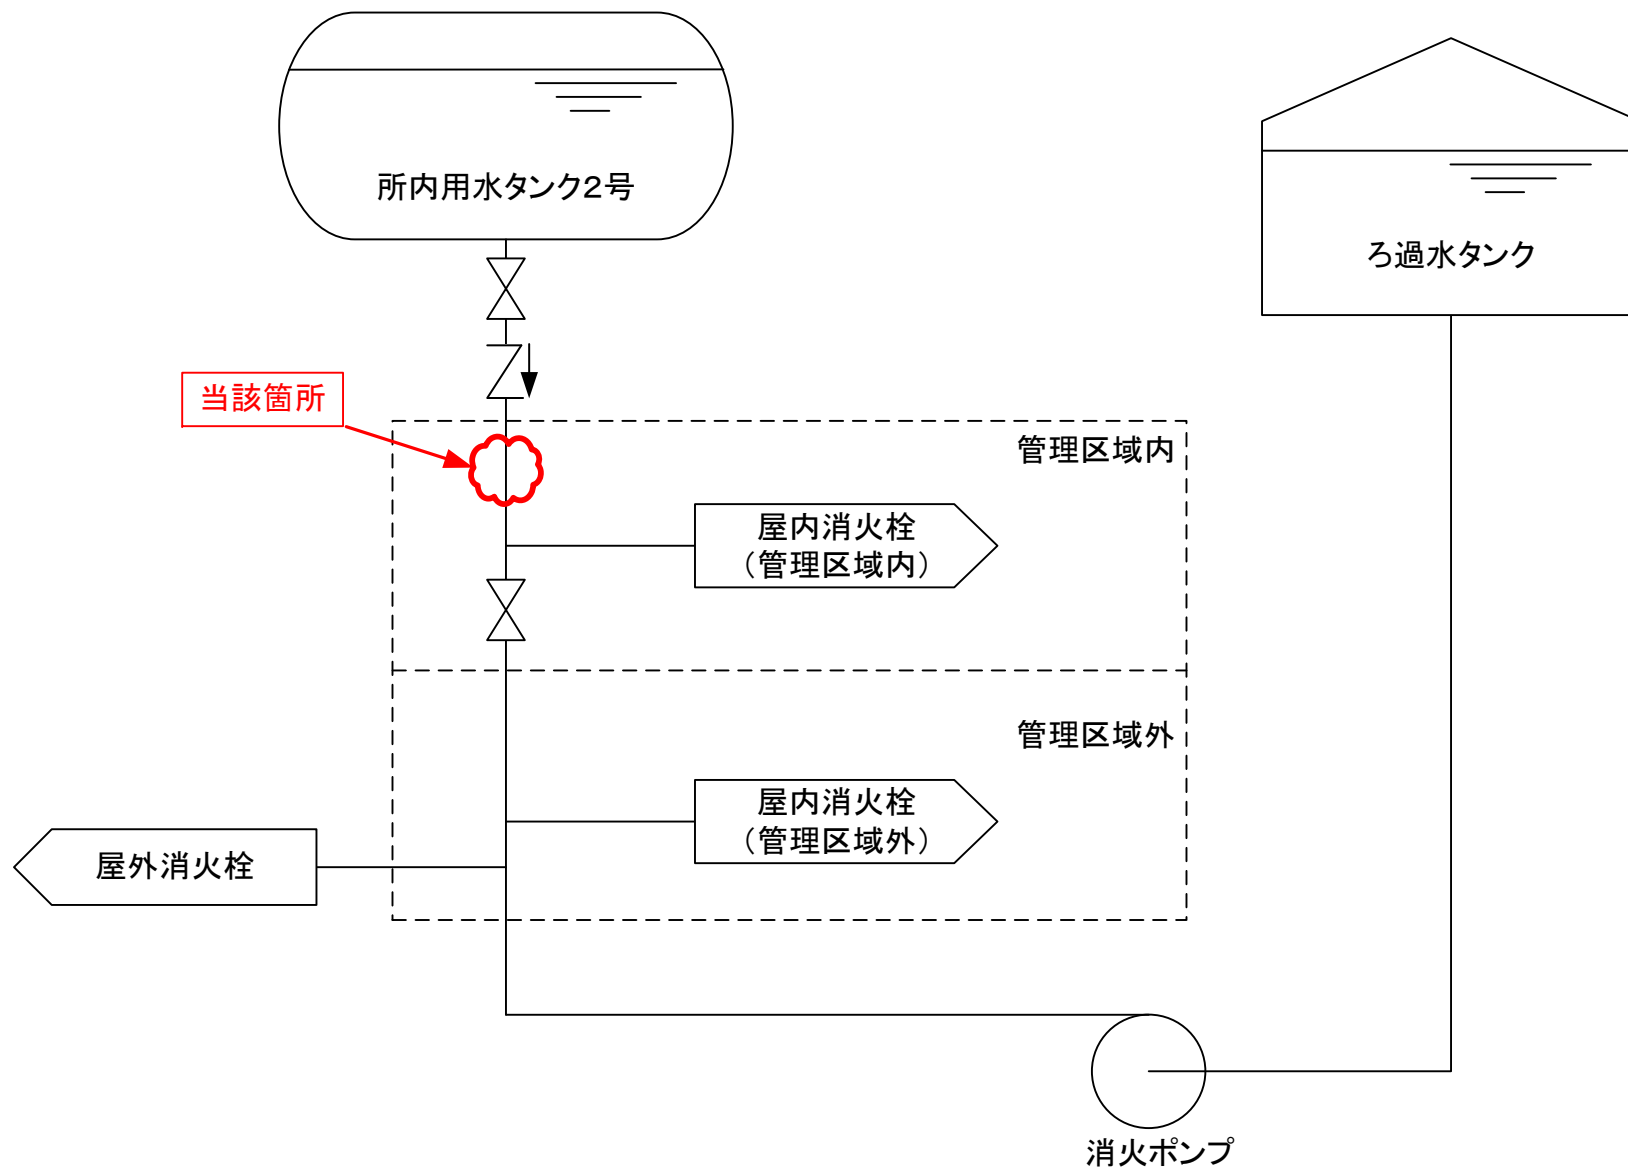 所内用水タンク2号
ろ過水タンク
当該箇所
管理区域内
屋内消火栓
（管理区域内）
管理区域外
屋内消火栓
（管理区域外）
屋外消火栓
消火ポンプ